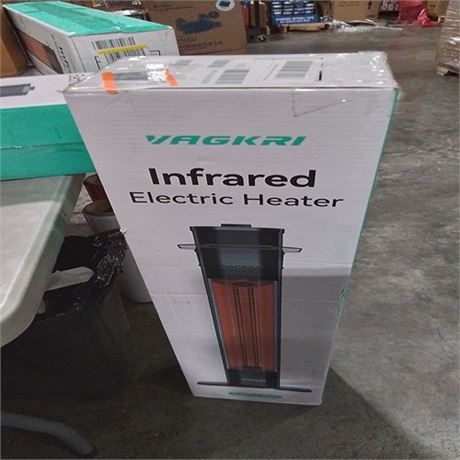 VAGKRI
Infrared
Electric Heater